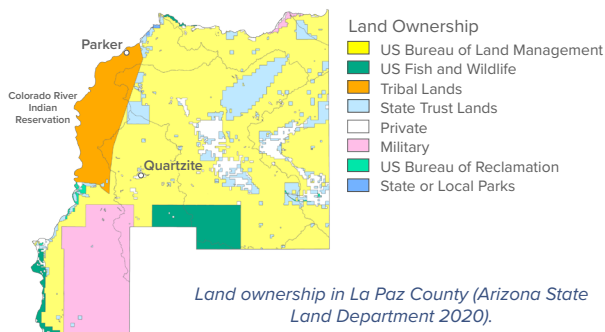 Parker
Colorado River
Indian
Reservation
Quartzite
Land Ownership
US Bureau of Land Management
US Fish and Wildlife
Tribal Lands
State Trust Lands
Private
Military
US Bureau of Reclamation
State or Local Parks
Land ownership in La Paz County (Arizona State
Land Department 2020).